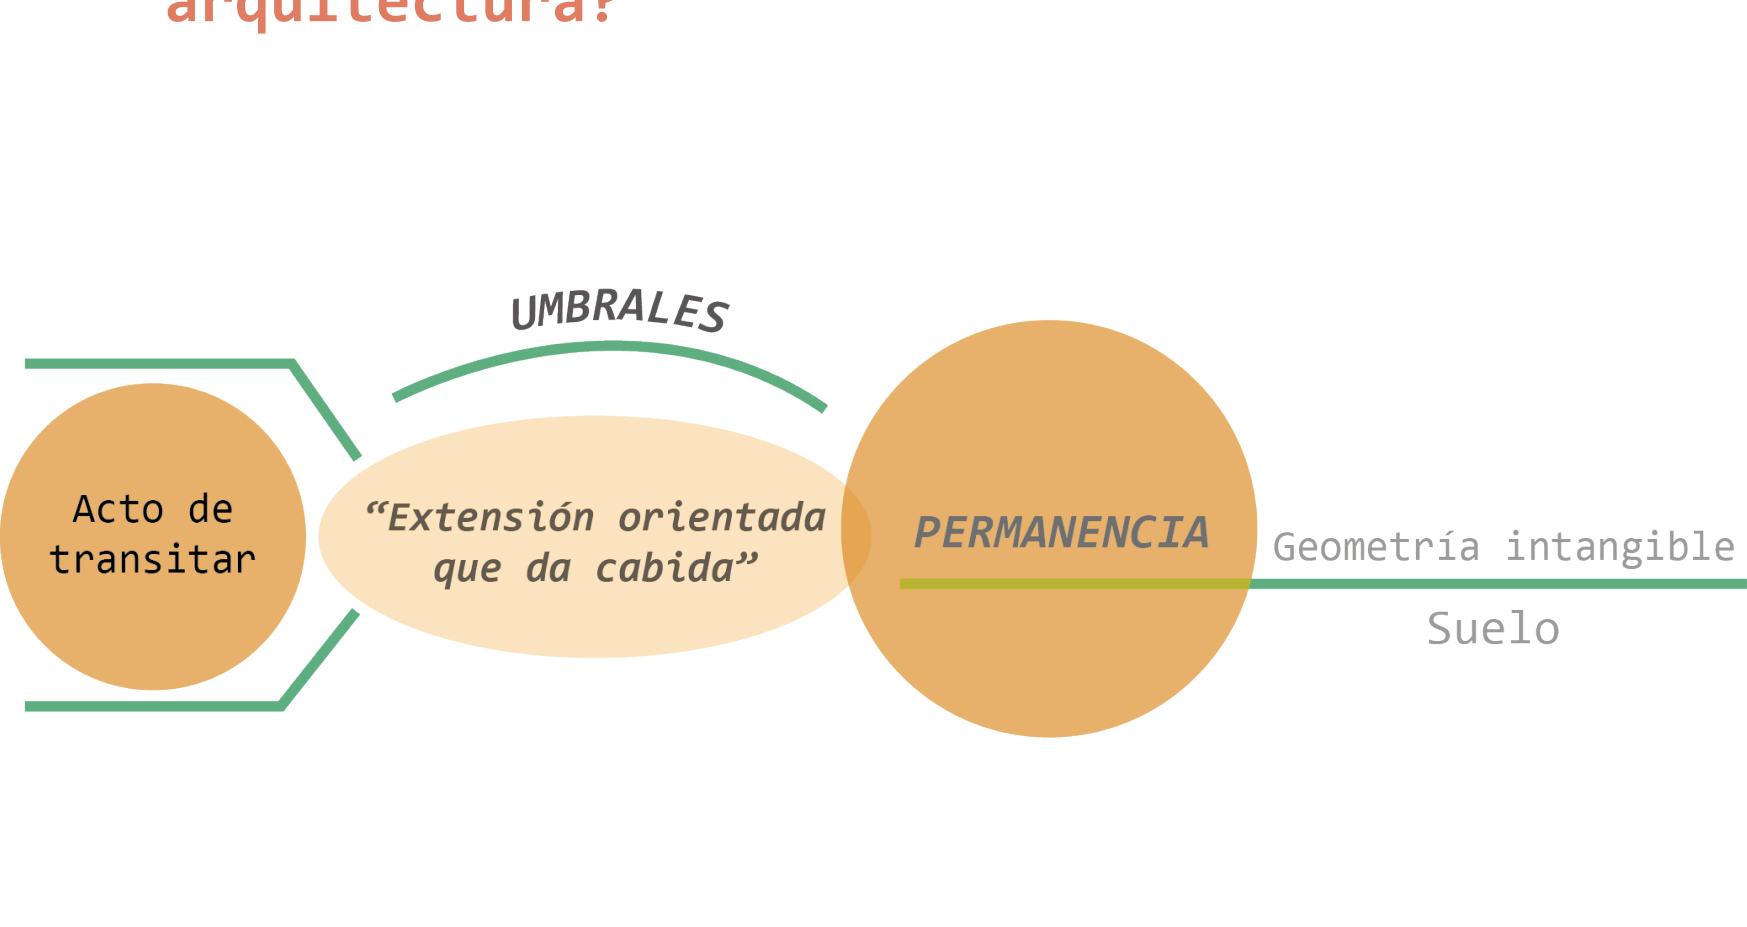 arquitectura?
UMBRALES
Acto de
transitar
“Extensión orientada
que da cabida”
PERMANENCIA
Geometría intangible
Suelo